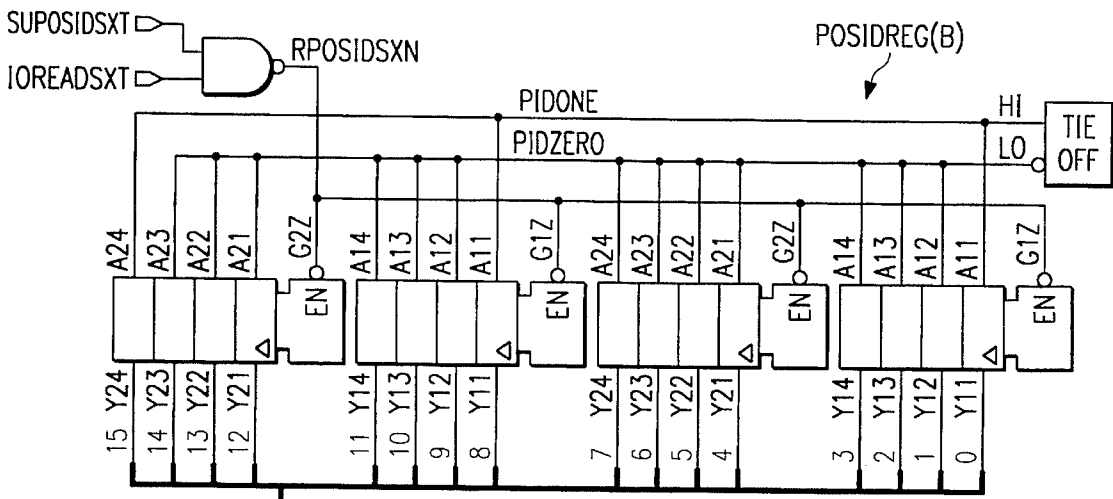 SUPOSIDSXT
IOREADSXT
RPOSIDSXN
POSIDREG(B)
PIDONE
PIDZERO
HI
LO
TIE
OFF
A24 A23 A22 A21 G2Z A14 A13 A12 A11 G1Z A24 A23 A22 A21 G2Z A14 A13 A12 A11 G1Z
EN EN EN EN
Y24 Y23 Y22 Y21 Y14 Y13 Y12 Y11 Y24 Y23 Y22 Y21 Y14 Y13 Y12 Y11
15 14 13 12 11 10 9 8 7 6 5 4 3 2 1 0